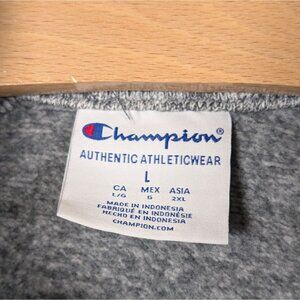 Champion®
AUTHENTIC ATHLETICWEAR
L
CA MEX ASIA
L/G G 2XL
MADE IN INDONESIA
FABRIQUÉ EN INDONÉSIE
HECHO EN INDONESIA
CHAMPION.COM